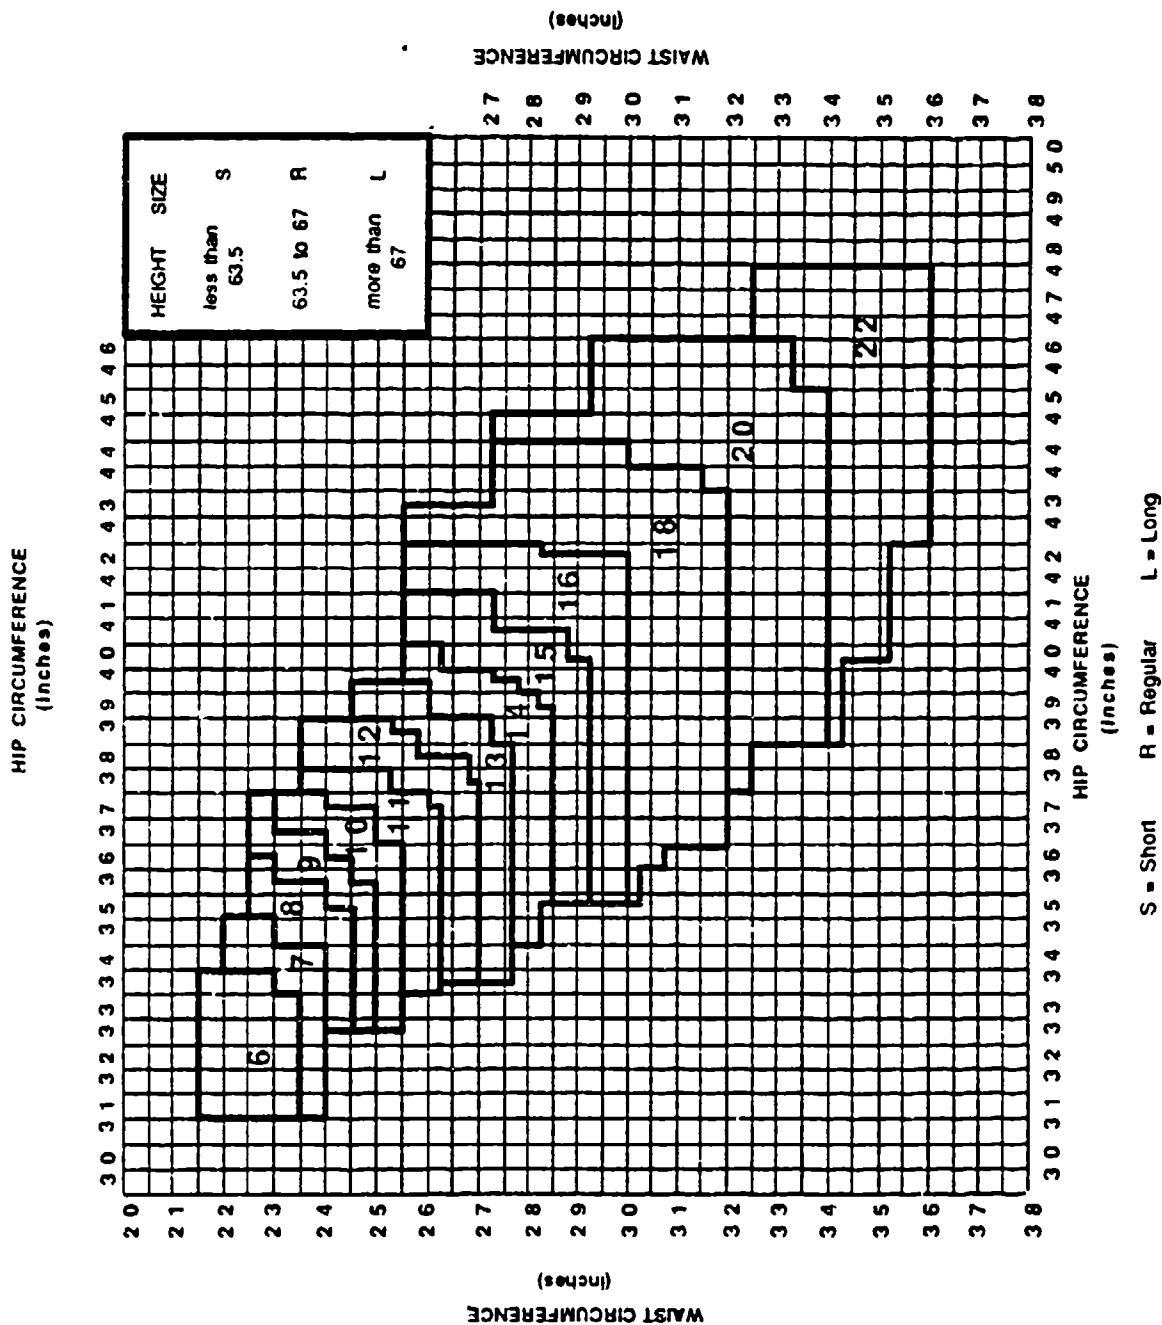 HIP CIRCUMFERENCE
(Inches)
30 31 32 33 34 35 36 37 38 39 40 41 42 43 44 45 46
WAIST CIRCUMFERENCE
(Inches)
20
21
22
23
24
25
26
27
28
29
30
31
32
33
34
35
36
37
38
HEIGHT SIZE
less than
63.5 S
63.5 to 67 R
more than
67 L
6
7
8
9
10
11
12
13
14
15
16
18
20
22
27
28
29
30
31
32
33
34
35
36
37
38
WAIST CIRCUMFERENCE
(Inches)
30 31 32 33 34 35 36 37 38 39 40 41 42 43 44 45 46 47 48 49 50
HIP CIRCUMFERENCE
(Inches)
S = Short R = Regular L = Long